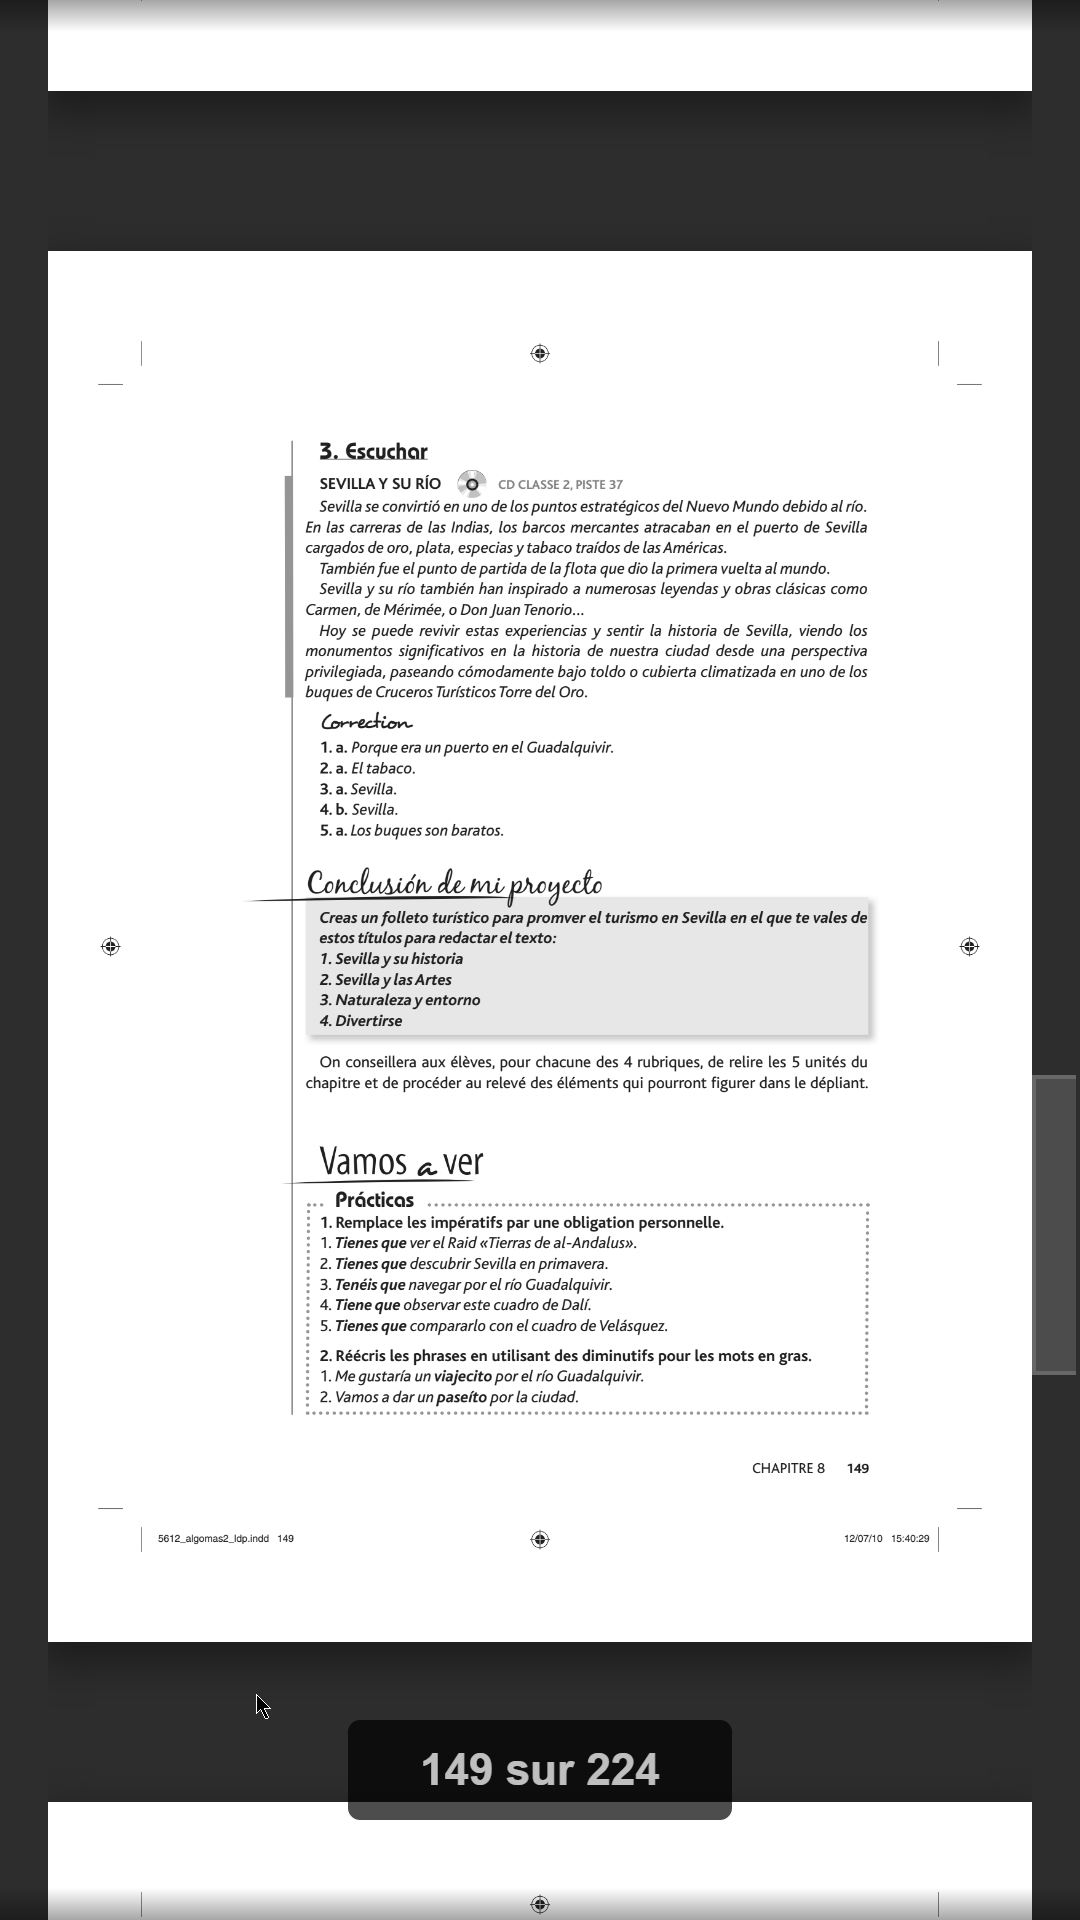 3. Escuchar
SEVILLA Y SU RÍO CD CLASSE 2, PISTE 37
Sevilla se convirtió en uno de los puntos estratégicos del Nuevo Mundo debido al río.
En las carreras de las Indias, los barcos mercantes atracaban en el puerto de Sevilla
cargados de oro, plata, especias y tabaco traídos de las Américas.
También fue el punto de partida de la flota que dio la primera vuelta al mundo.
Sevilla y su río también han inspirado a numerosas leyendas y obras clásicas como
Carmen, de Mérimée, o Don Juan Tenorio...
Hoy se puede revivir estas experiencias y sentir la historia de Sevilla, viendo los
monumentos significativos en la historia de nuestra ciudad desde una perspectiva
privilegiada, paseando cómodamente bajo toldo o cubierta climatizada en uno de los
buques de Cruceros Turísticos Torre del Oro.
Correction
1. a. Porque era un puerto en el Guadalquivir.
2. a. El tabaco.
3. a. Sevilla.
4. b. Sevilla.
5. a. Los buques son baratos.
Conclusión de mi proyecto
Creas un folleto turístico para promver el turismo en Sevilla en el que te vales de
estos títulos para redactar el texto:
1. Sevilla y su historia
2. Sevilla y las Artes
3. Naturaleza y entorno
4. Divertirse
On conseillera aux élèves, pour chacune des 4 rubriques, de relire les 5 unités du
chapitre et de procéder au relevé des éléments qui pourront figurer dans le dépliant.
Vamos a ver
Prácticas
1. Remplace les impératifs par une obligation personnelle.
1. Tienes que ver el Raid «Tierras de al-Andalus».
2. Tienes que descubrir Sevilla en primavera.
3. Tenéis que navegar por el río Guadalquivir.
4. Tiene que observar este cuadro de Dalí.
5. Tienes que compararlo con el cuadro de Velásquez.
2. Réécris les phrases en utilisant des diminutifs pour les mots en gras.
1. Me gustaría un viajecito por el río Guadalquivir.
2. Vamos a dar un paseíto por la ciudad.
CHAPITRE 8 149
5612_algomas2_ldp.indd 149 12/07/10 15:40:29
149 sur 224